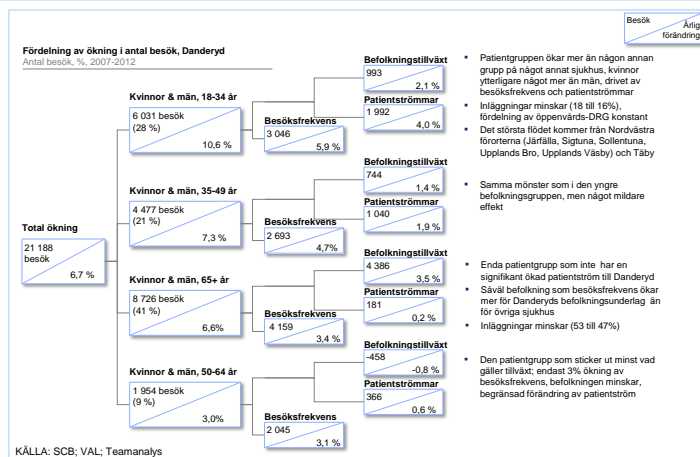 Besök
Årlig
förändring
Fördelning av ökning i antal besök, Danderyd
Antal besök, %, 2007-2012
Total ökning
21 188
besök
6,7 %
Kvinnor & män, 18-34 år
6 031 besök
(28 %)
10,6 %
Befolkningstillväxt
993
2,1 %
Patientströmmar
1 992
4,0 %
Besöksfrekvens
3 046
5,9 %
Patientgruppen ökar mer än någon annan
grupp på något annat sjukhus, kvinnor
ytterligare något mer än män, drivet av
besöksfrekvens och patientströmmar
Inläggningar minskar (18 till 16%),
fördelning av öppenvårds-DRG konstant
Det största flödet kommer från Nordvästra
förorterna (Järfälla, Sigtuna, Sollentuna,
Upplands Bro, Upplands Väsby) och Täby
Kvinnor & män, 35-49 år
4 477 besök
(21 %)
7,3 %
Befolkningstillväxt
744
1,4 %
Patientströmmar
1 040
1,9 %
Besöksfrekvens
2 693
4,7%
Samma mönster som i den yngre
befolkningsgruppen, men något mildare
effekt
Kvinnor & män, 65+ år
8 726 besök
(41 %)
6,6%
Befolkningstillväxt
4 386
3,5 %
Patientströmmar
181
0,2 %
Besöksfrekvens
4 159
3,4 %
Enda patientgrupp som inte har en
signifikant ökad patientström till Danderyd
Såväl befolkning som besöksfrekvens ökar
mer för Danderyds befolkningsunderlag än
för övriga sjukhus
Inläggningar minskar (53 till 47%)
Kvinnor & män, 50-64 år
1 954 besök
(9 %)
3,0%
Befolkningstillväxt
-458
-0,8 %
Patientströmmar
366
0,6 %
Besöksfrekvens
2 045
3,1 %
Den patientgrupp som sticker ut minst vad
gäller tillväxt; endast 3% ökning av
besöksfrekvens, befolkningen minskar,
begränsad förändring av patientström
KÄLLA: SCB; VAL; Teamanalys